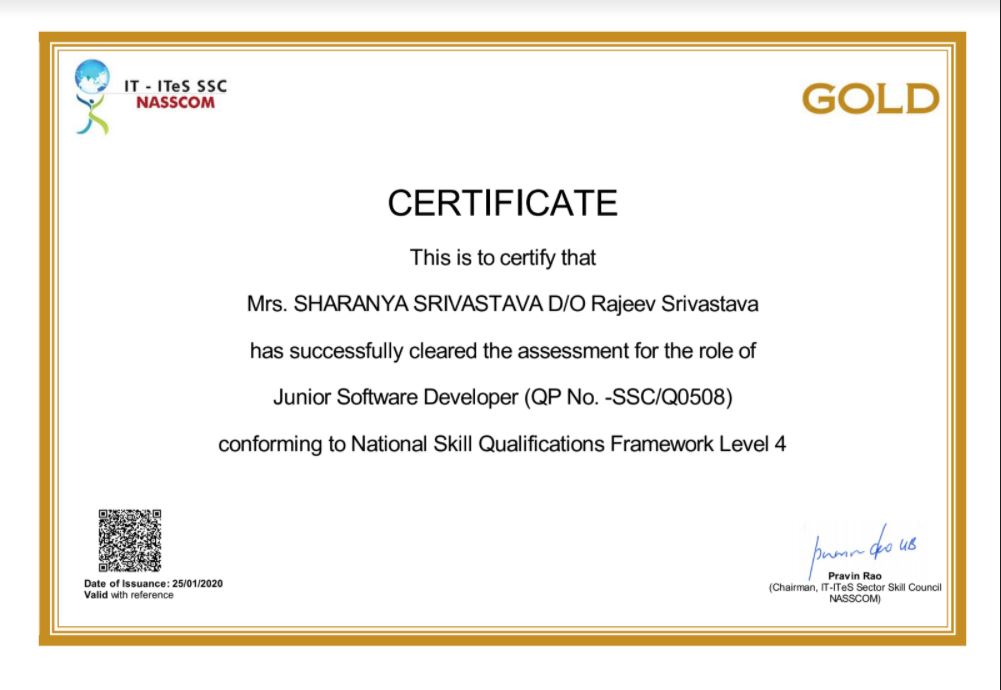 IT - ITeS SSC
NASSCOM
GOLD
CERTIFICATE
This is to certify that
Mrs. SHARANYA SRIVASTAVA D/O Rajeev Srivastava
has successfully cleared the assessment for the role of
Junior Software Developer (QP No. -SSC/Q0508)
conforming to National Skill Qualifications Framework Level 4
Date of Issuance: 25/01/2020
Valid with reference
Pravin Rao
(Chairman, IT-ITeS Sector Skill Council
NASSCOM)